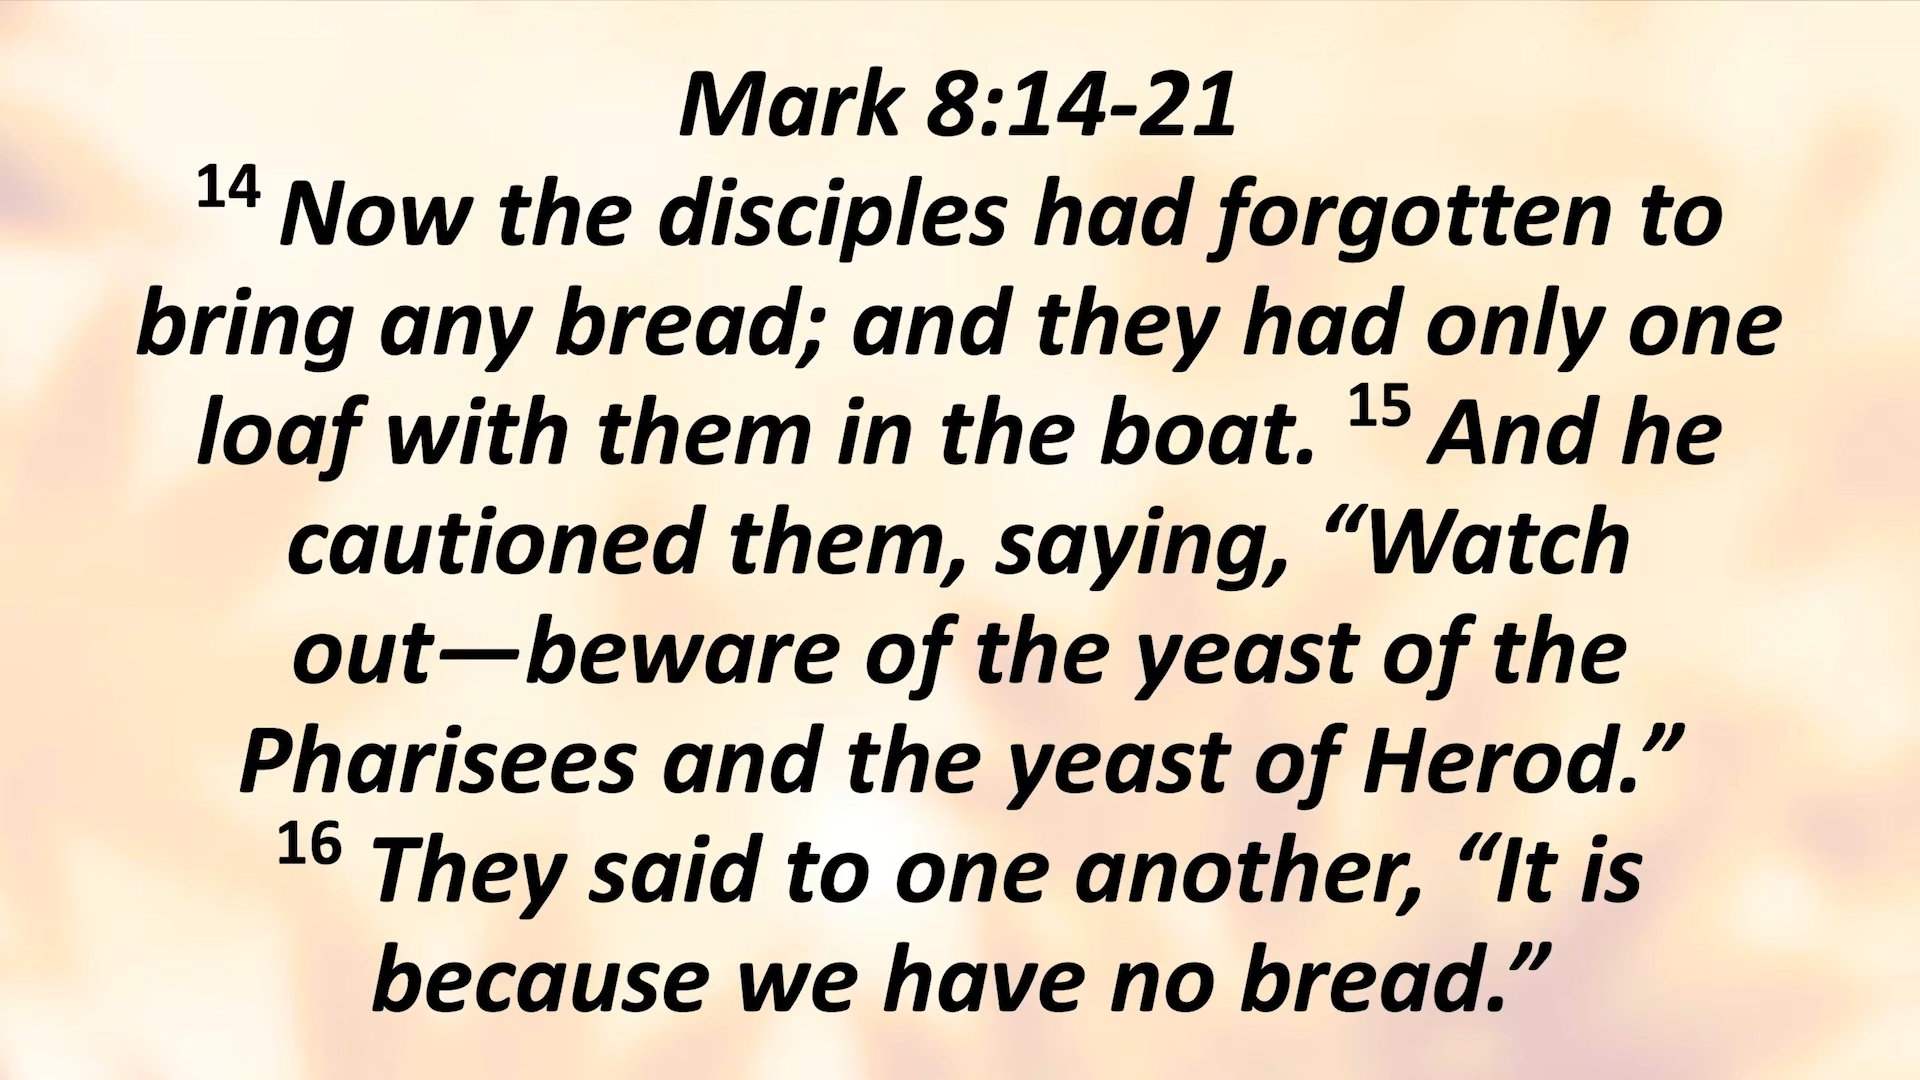 Mark 8:14-21
14 Now the disciples had forgotten to
bring any bread; and they had only one
loaf with them in the boat. 15 And he
cautioned them, saying, “Watch
out—beware of the yeast of the
Pharisees and the yeast of Herod.”
16 They said to one another, “It is
because we have no bread.”